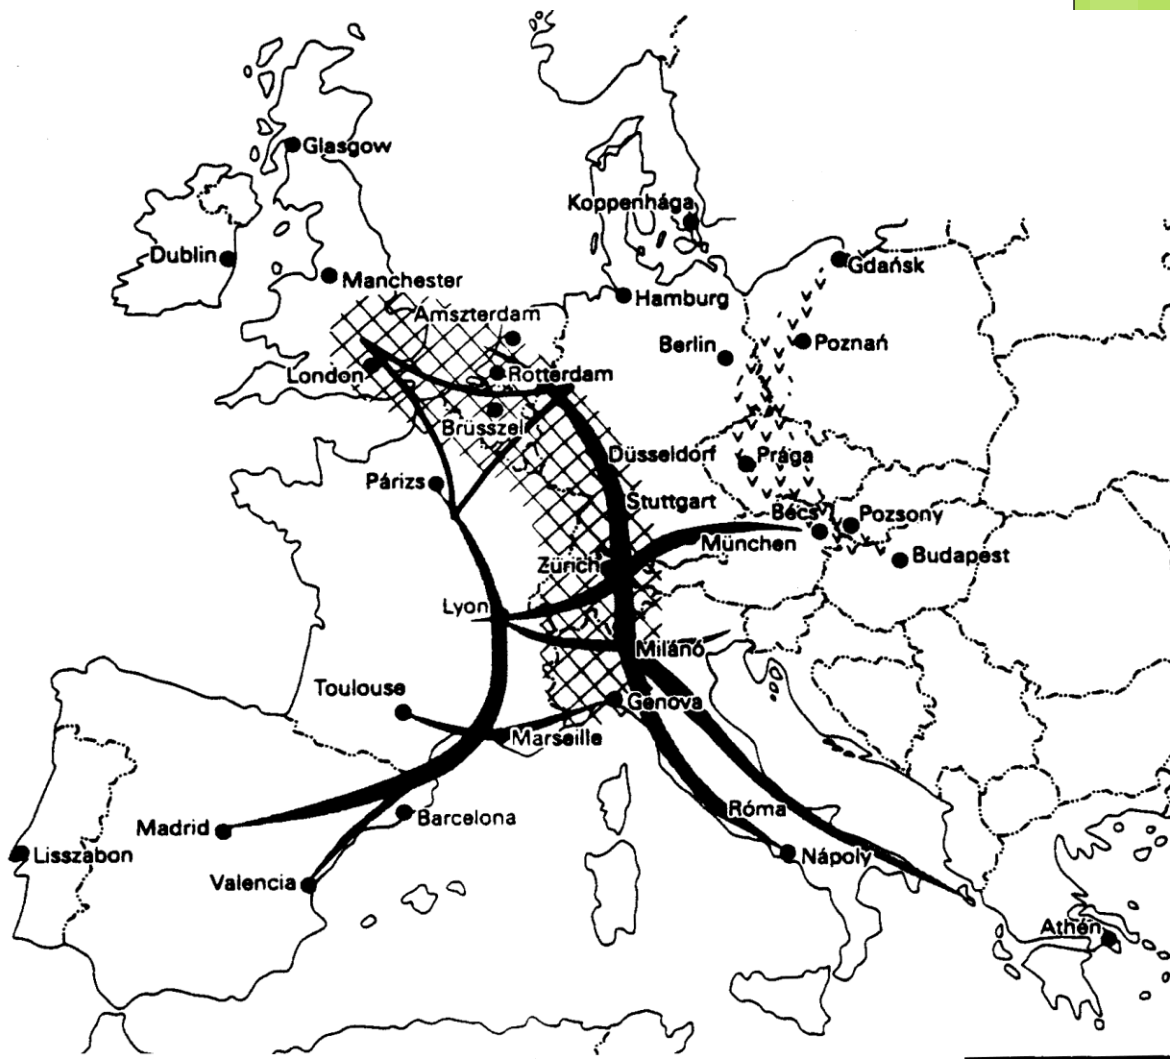 Glasgow
Koppenhága
Dublin
Gdańsk
Manchester
Hamburg
Amszterdam
Berlin
Poznań
London
Rotterdam
Brüsszel
Düsseldorf
Prága
Párizs
Stuttgart
Bécs
Pozsony
München
Budapest
Zürich
Lyon
Milánó
Toulouse
Genova
Marseille
Róma
Barcelona
Madrid
Lisszabon
Nápoly
Valencia
Athén